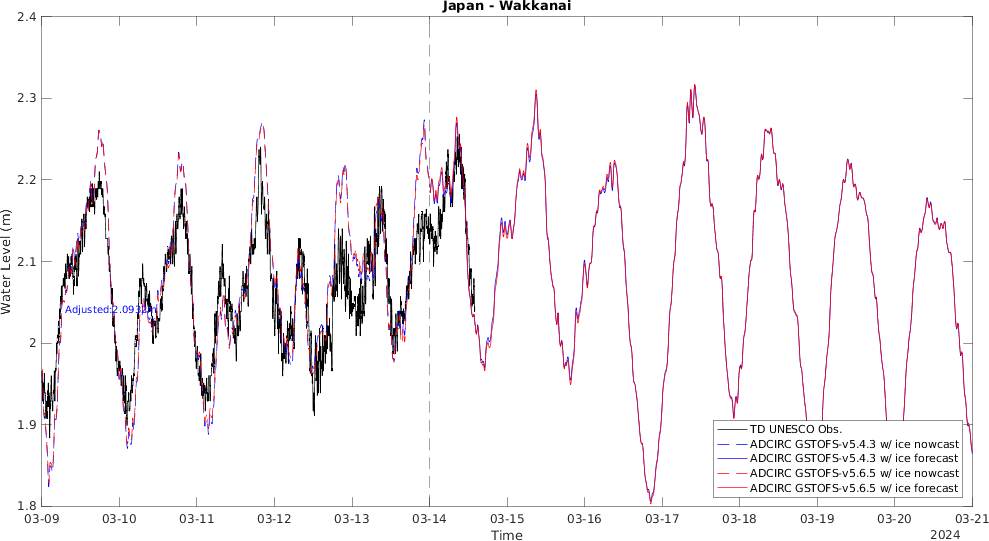 Japan - Wakkanai
2.4
2.3
2.2
2.1
2
1.9
1.8
Water Level (m)
TD UNESCO Obs.
ADCIRC GSTOFS-v5.4.3 w/ ice nowcast
ADCIRC GSTOFS-v5.4.3 w/ ice forecast
ADCIRC GSTOFS-v5.6.5 w/ ice nowcast
ADCIRC GSTOFS-v5.6.5 w/ ice forecast
03-09 03-10 03-11 03-12 03-13 03-14 03-15 03-16 03-17 03-18 03-19 03-20 03-21
Time
2024